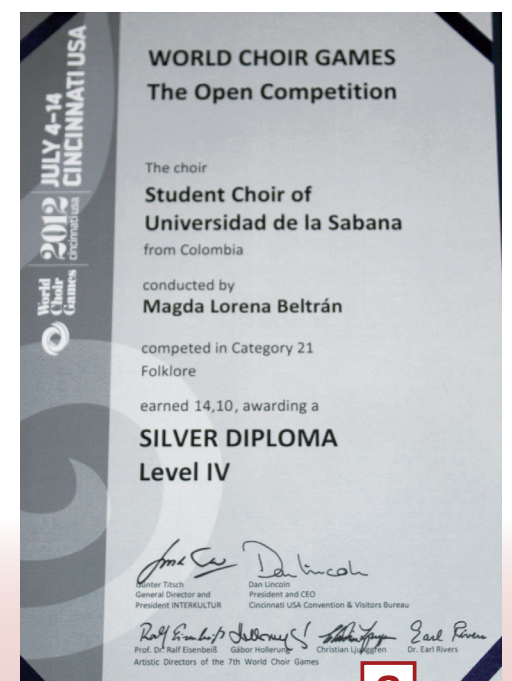 WORLD CHOIR GAMES
The Open Competition
The choir
Student Choir of
Universidad de la Sabana
from Colombia
conducted by
Magda Lorena Beltrán
competed in Category 21
Folklore
earned 14,10, awarding a
SILVER DIPLOMA
Level IV
Günter Titsch
General Director and
President INTERKULTUR
Dan Lincoln
President and CEO
Cincinnati USA Convention & Visitors Bureau
Prof. Dr. Ralf Eisenbeiß Gábor Hollerung Christian Ljunggren Dr. Earl Rivers
Artistic Directors of the 7th World Choir Games
World
Choir
Games
2012
cincinnati usa
JULY 4–14
CINCINNATI USA